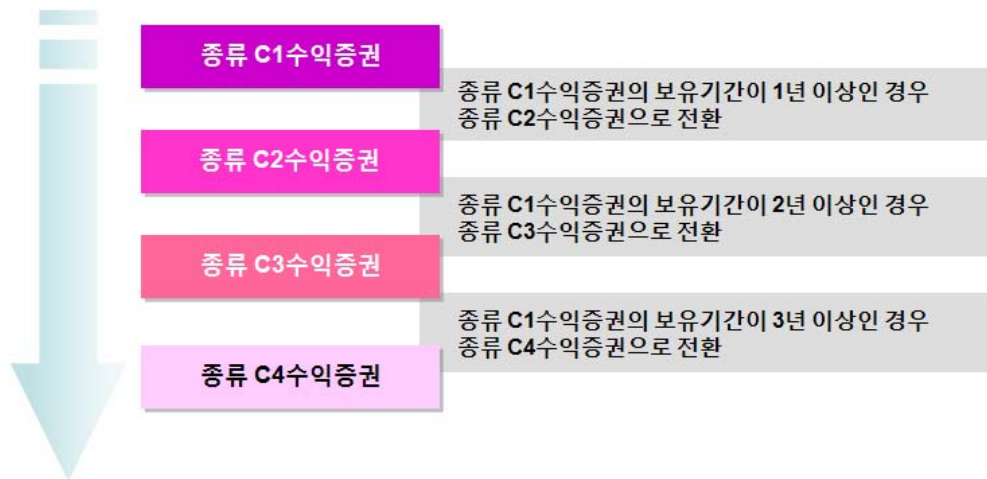 종류 C1수익증권
종류 C1수익증권의 보유기간이 1년 이상인 경우
종류 C2수익증권으로 전환
종류 C2수익증권
종류 C1수익증권의 보유기간이 2년 이상인 경우
종류 C3수익증권으로 전환
종류 C3수익증권
종류 C1수익증권의 보유기간이 3년 이상인 경우
종류 C4수익증권으로 전환
종류 C4수익증권